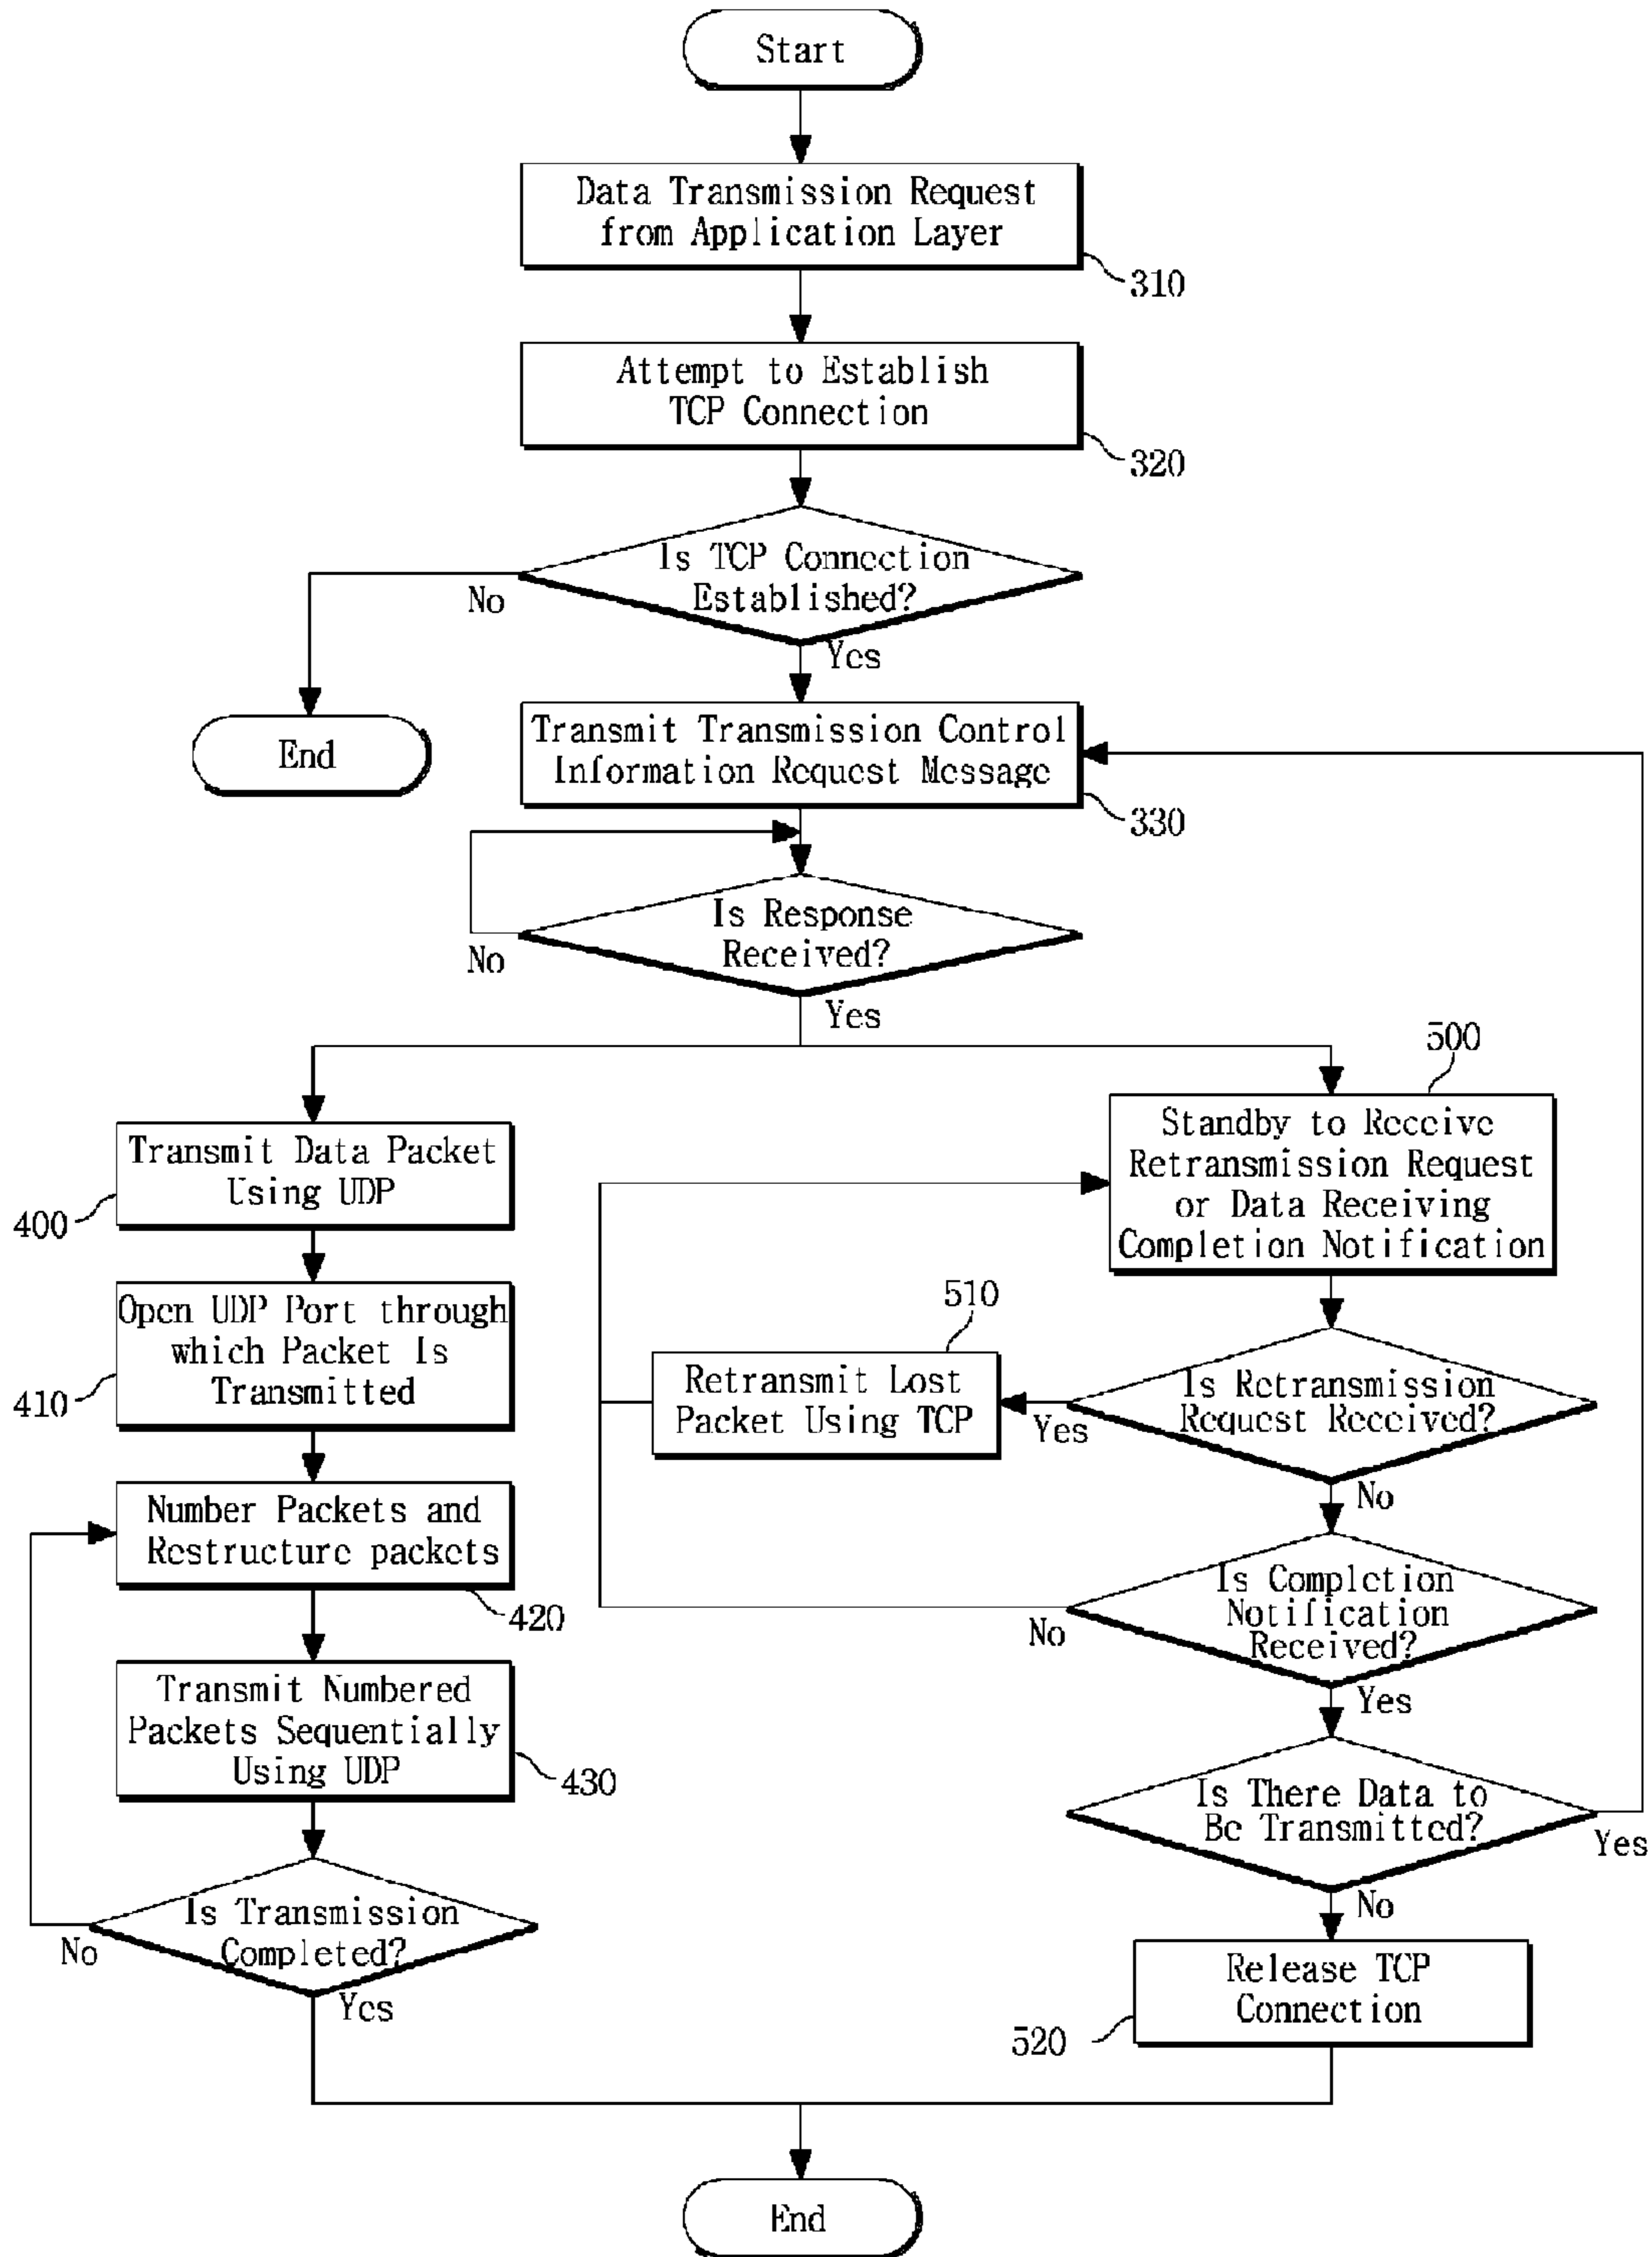 Start
Data Transmission Request
from Application Layer
310
Attempt to Establish
TCP Connection
320
Is TCP Connection
Established?
No
Yes
End
Transmit Transmission Control
Information Request Message
330
Is Response
Received?
No
Yes
500
Transmit Data Packet
Using UDP
400
Standby to Receive
Retransmission Request
or Data Receiving
Completion Notification
Open UDP Port through
which Packet Is
Transmitted
410
510
Retransmit Lost
Packet Using TCP
Yes
Is Retransmission
Request Received?
No
Number Packets and
Restructure packets
420
Is Completion
Notification
Received?
No
Yes
Transmit Numbered
Packets Sequentially
Using UDP
430
Is There Data to
Be Transmitted?
Yes
No
Is Transmission
Completed?
No
Yes
Release TCP
Connection
520
End